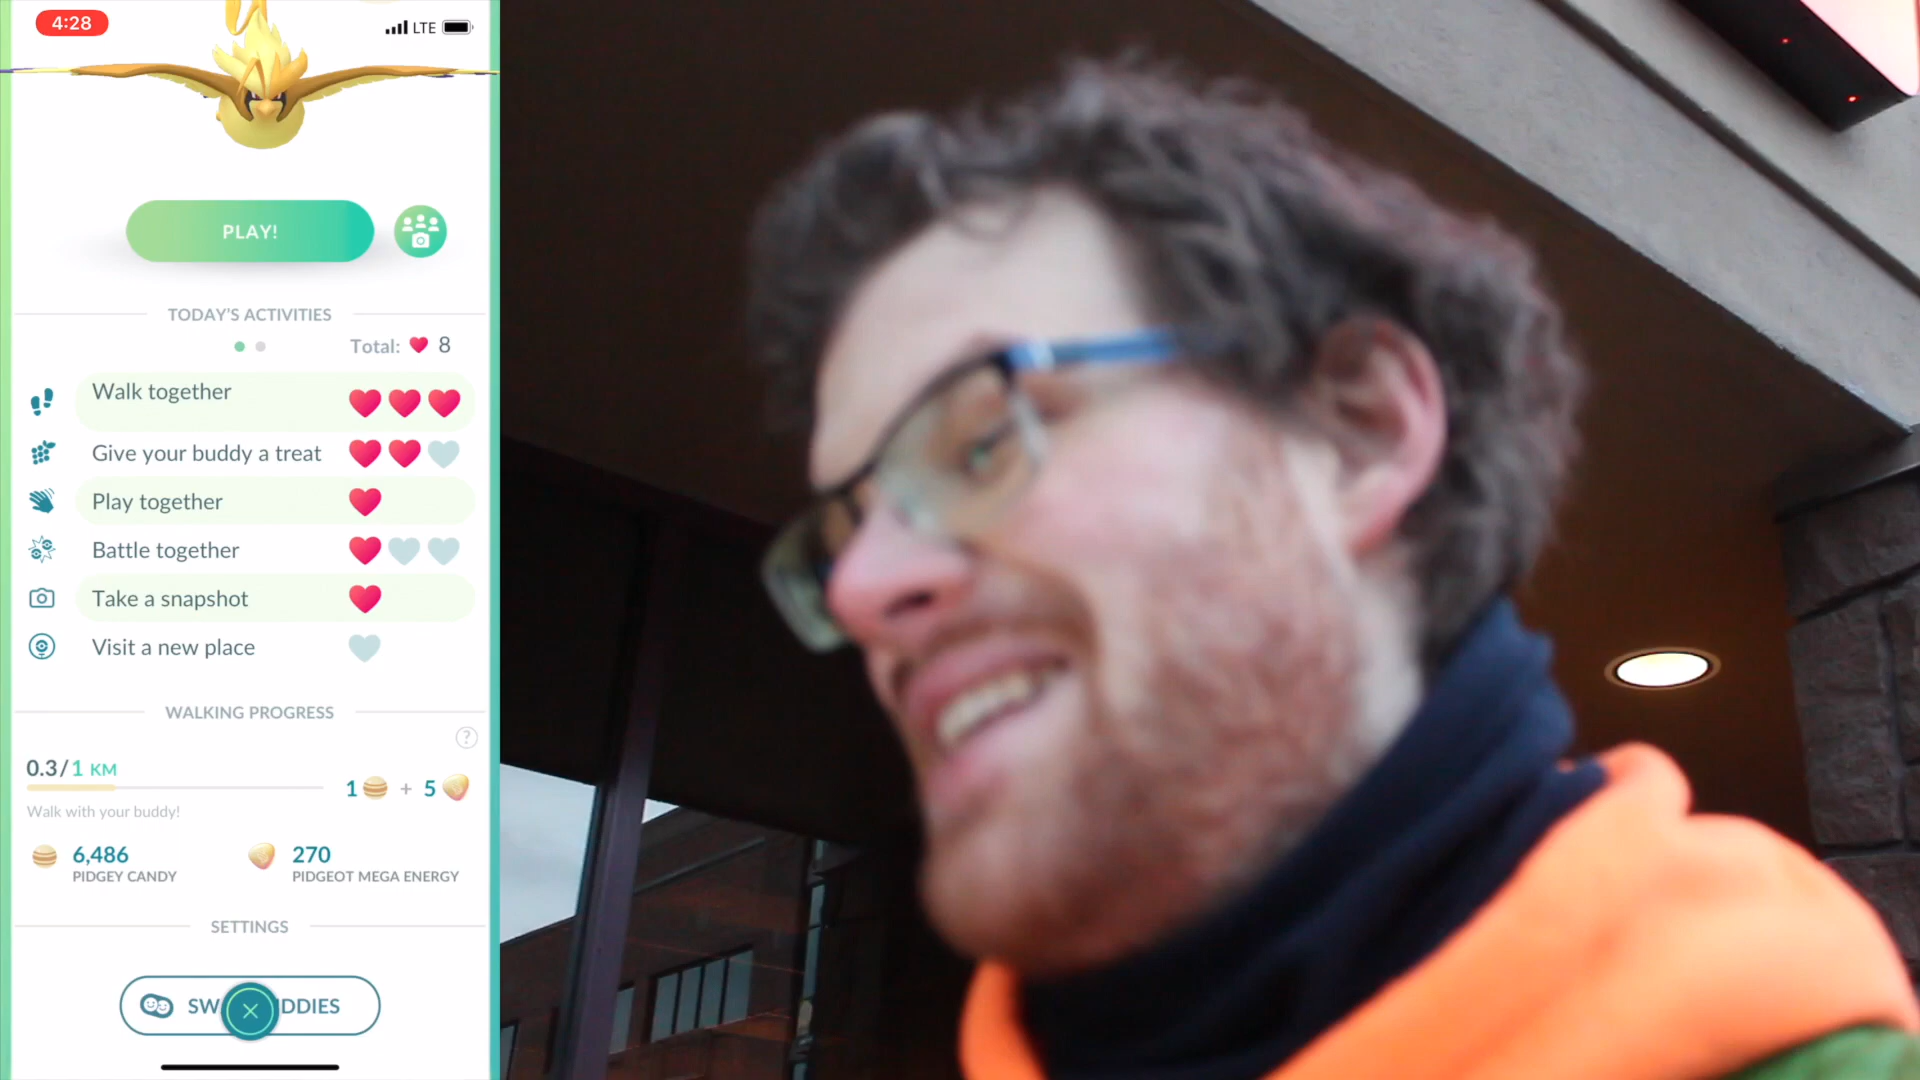 4:28
LTE
PLAY!
TODAY'S ACTIVITIES
Total: 8
Walk together
Give your buddy a treat
Play together
Battle together
Take a snapshot
Visit a new place
WALKING PROGRESS
?
0.3/1 KM
1 + 5
Walk with your buddy!
6,486
PIDGEY CANDY
270
PIDGEOT MEGA ENERGY
SETTINGS
SW DDIES